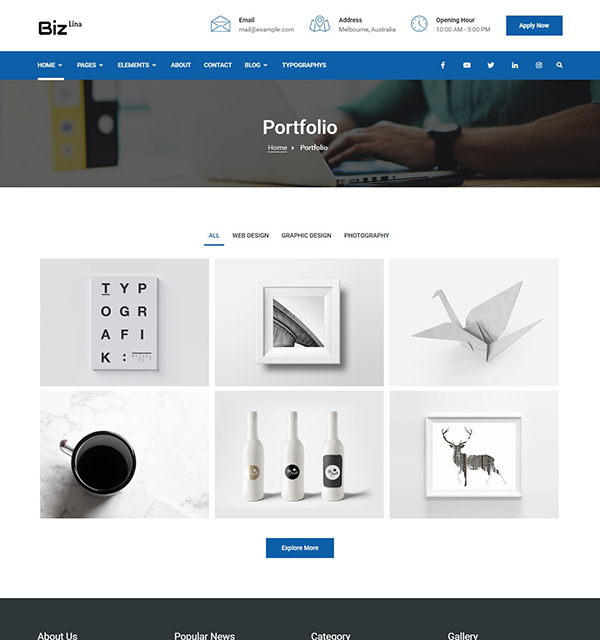 Biz Lina
Email
mail@example.com
Address
Melbourne, Australia
Opening Hour
10:00 AM - 5:00 PM
Apply Now
HOME PAGES ELEMENTS ABOUT CONTACT BLOG TYPOGRAPHYS
Portfolio
Home › Portfolio
ALL WEB DESIGN GRAPHIC DESIGN PHOTOGRAPHY
TYP
OGR
AFI
K:
Explore More
About Us Popular News Category Gallery